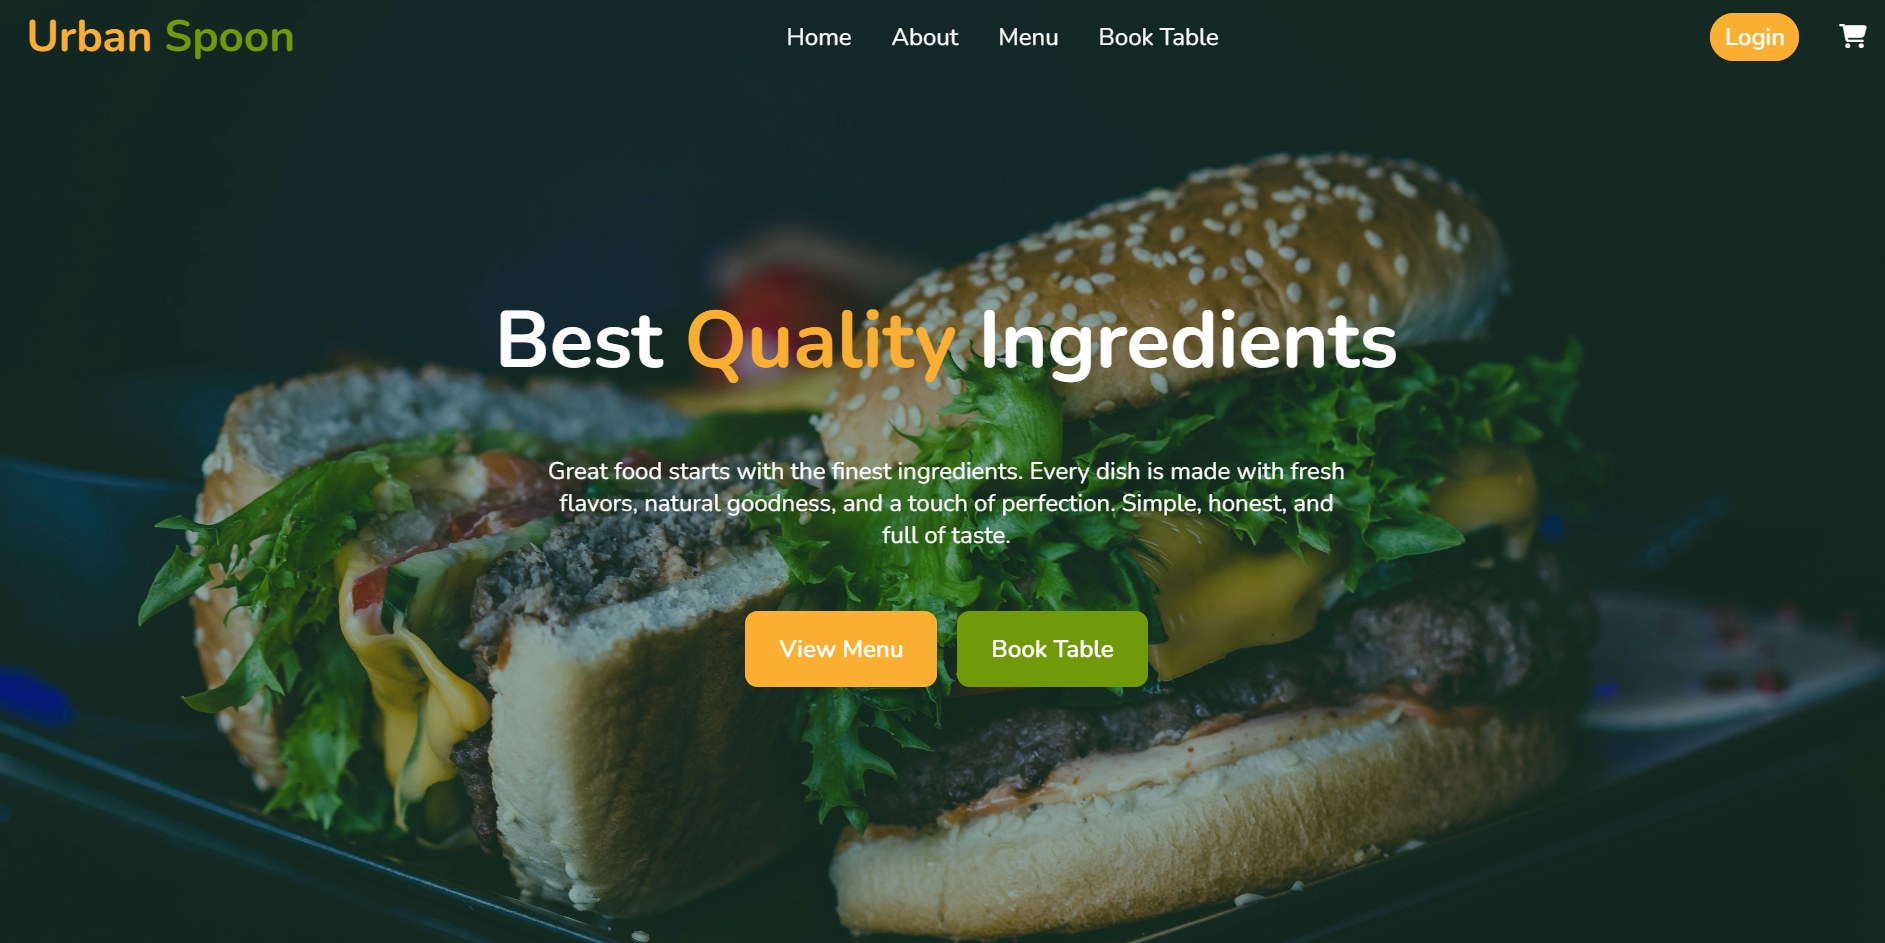 Urban Spoon
Home About Menu Book Table
Login
Best Quality Ingredients
Great food starts with the finest ingredients. Every dish is made with fresh
flavors, natural goodness, and a touch of perfection. Simple, honest, and
full of taste.
View Menu
Book Table